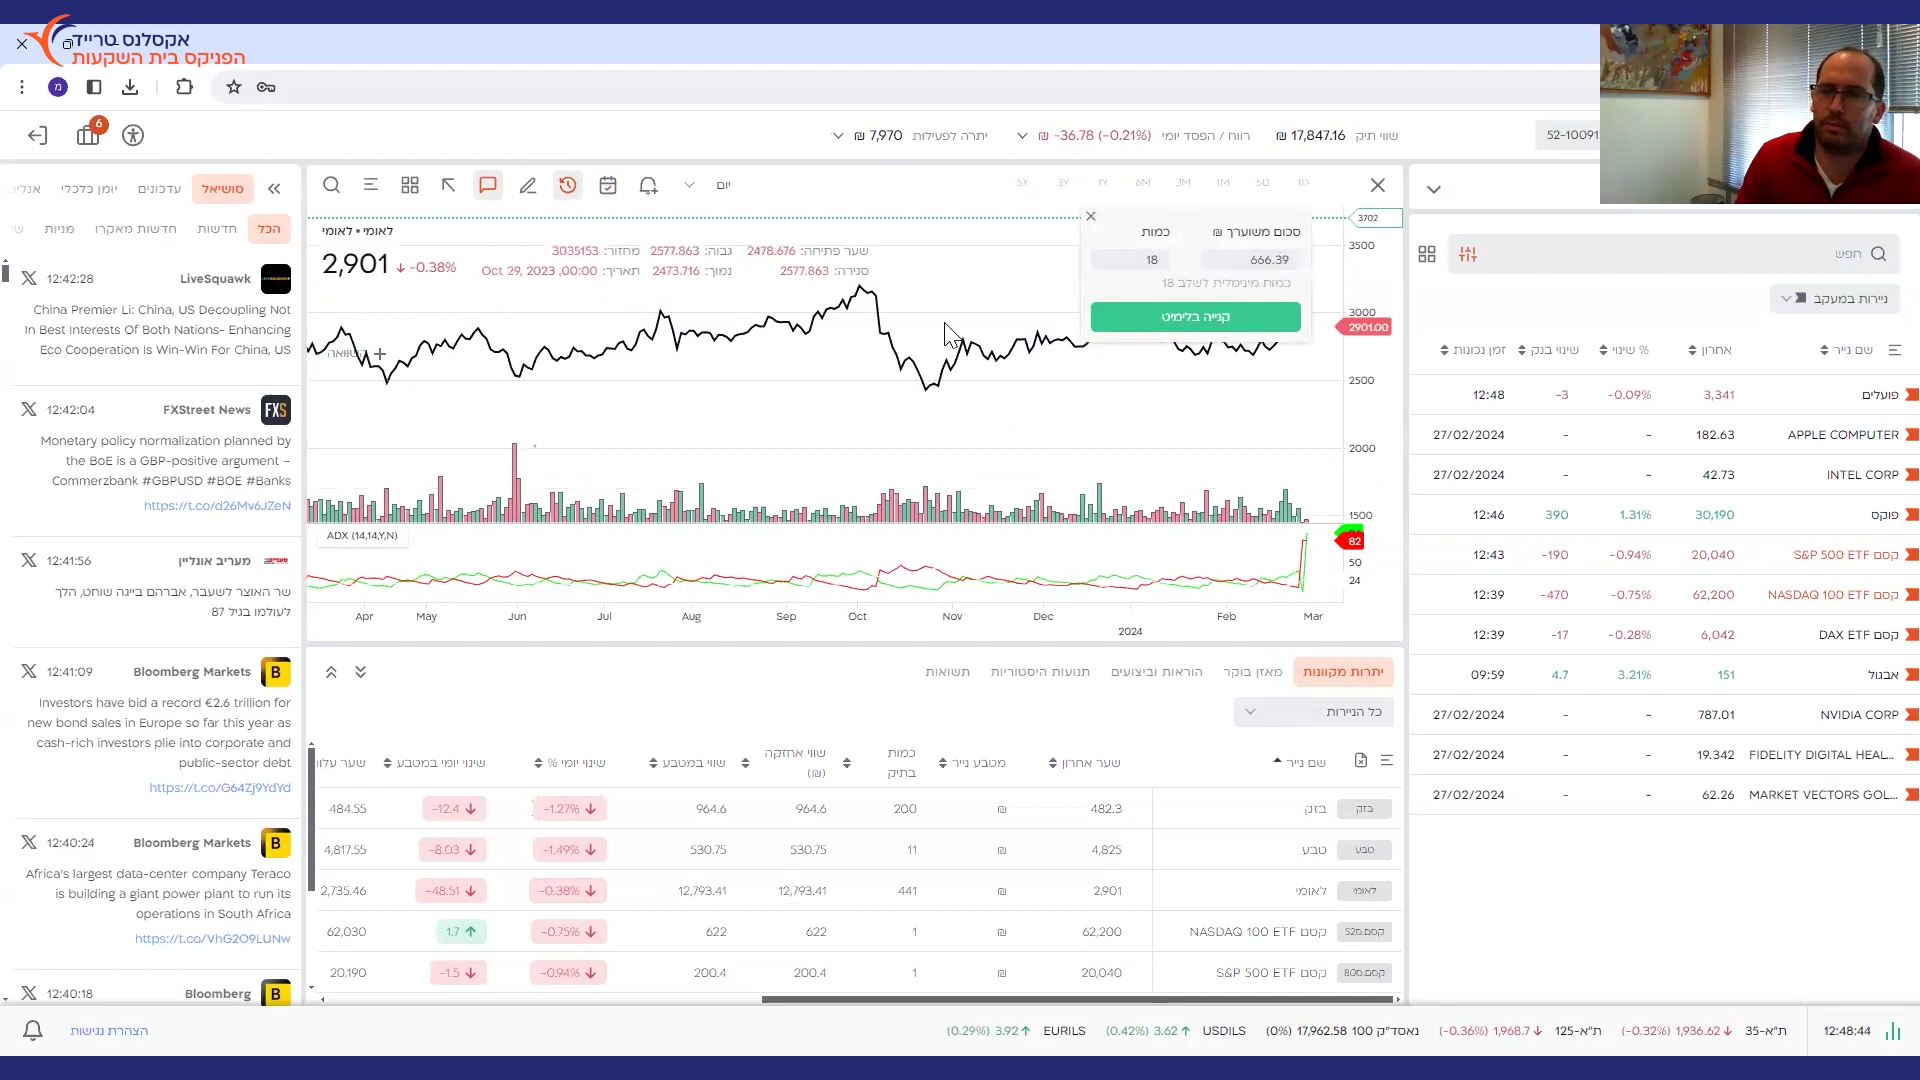 אקסלנס טרייד
הפניקס בית השקעות
מ
6
שווי תיק ₪ 17,847.16
רווח / הפסד יומי ₪ -36.78 (-0.21%)
יתרה לפעילות ₪ 7,970
סושיאל
עדכונים
יומן כלכלי
הכל
חדשות
חדשות מאקרו
מניות
LiveSquawk 12:42:28
China Premier Li: China, US Decoupling Not
In Best Interests Of Both Nations- Enhancing
Eco Cooperation Is Win-Win For China, US
FXStreet News 12:42:04
Monetary policy normalization planned by
the BoE is a GBP-positive argument –
Commerzbank #GBPUSD #BOE #Banks
https://t.co/d26Mv6JZeN
מעריב אונליין 12:41:56
שר האוצר לשעבר, אברהם בייגה שוחט, הלך
לעולמו בגיל 87
Bloomberg Markets 12:41:09
Investors have bid a record €2.6 trillion for
new bond sales in Europe so far this year as
cash-rich investors plie into corporate and
public-sector debt
https://t.co/G64Zj9YdYd
Bloomberg Markets 12:40:24
Africa's largest data-center company Teraco
is building a giant power plant to run its
operations in South Africa
https://t.co/VhG2O9LUNw
Bloomberg 12:40:18
יום
5Y 3Y 1Y 6M 3M 1M 5D 1D
לאומי • לאומי
2,901 -0.38%
שער פתיחה: 2478.676 גבוה: 2577.863 מחזור: 3035153
סגירה: 2577.863 נמוך: 2473.716 תאריך: Oct 29, 2023 ,00:00
השוואה
סכום משוערך ₪ כמות
666.39 18
כמות מינימלית לשלב 18
קנייה בלימיט
3702
3500
3000
2901.00
2500
2000
1500
ADX (14,14,Y,N)
82
50
24
Apr May Jun Jul Aug Sep Oct Nov Dec 2024 Feb Mar
יתרות מקוונות
מאזן בוקר
הוראות וביצועים
תנועות היסטוריות
תשואות
כל הניירות
שם נייר
שער אחרון
מטבע נייר
כמות בתיק
שווי אחזקה (₪)
שווי במטבע
שינוי יומי %
שינוי יומי במטבע
בזק בזק 482.3 ₪ 200 964.6 964.6 -1.27% -12.4 484.55
טבע טבע 4,825 ₪ 11 530.75 530.75 -1.49% -8.03 4,817.55
לאומי לאומי 2,901 ₪ 441 12,793.41 12,793.41 -0.38% -48.51 2,735.46
קסם NASDAQ 100 ETF 62,200 ₪ 1 622 622 -0.75% 1.7 62,030
קסם S&P 500 ETF 20,040 ₪ 1 200.4 200.4 -0.94% -1.5 20,190
חפש
ניירות במעקב
שם נייר אחרון % שינוי שינוי בנק זמן נכונות
פועלים 3,341 -0.09% -3 12:48
APPLE COMPUTER 182.63 - - 27/02/2024
INTEL CORP 42.73 - - 27/02/2024
פוקס 30,190 1.31% 390 12:46
קסם S&P 500 ETF 20,040 -0.94% -190 12:43
קסם NASDAQ 100 ETF 62,200 -0.75% -470 12:39
קסם DAX ETF 6,042 -0.28% -17 12:39
אבגול 151 3.21% 4.7 09:59
NVIDIA CORP 787.01 - - 27/02/2024
FIDELITY DIGITAL HEAL... 19.342 - - 27/02/2024
MARKET VECTORS GOL... 62.26 - - 27/02/2024
12:48:44
ת"א-35 1,936.62 (-0.32%)
ת"א-125 1,968.7 (-0.36%)
נאסד"ק 100 17,962.58 (0%)
USDILS 3.62 (0.42%)
EURILS 3.92 (0.29%)
הצהרת נגישות